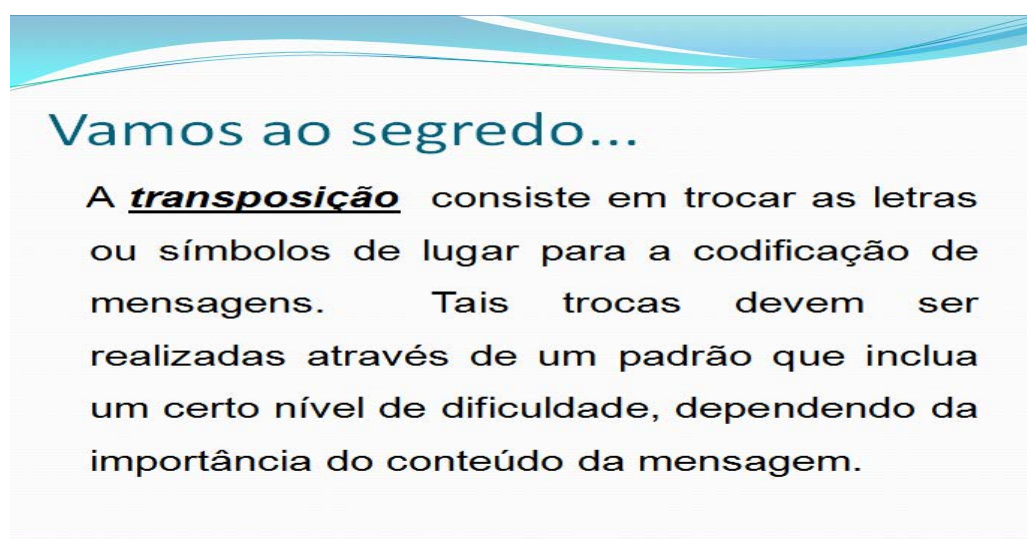 Vamos ao segredo...
A transposição consiste em trocar as letras
ou símbolos de lugar para a codificação de
mensagens. Tais trocas devem ser
realizadas através de um padrão que inclua
um certo nível de dificuldade, dependendo da
importância do conteúdo da mensagem.